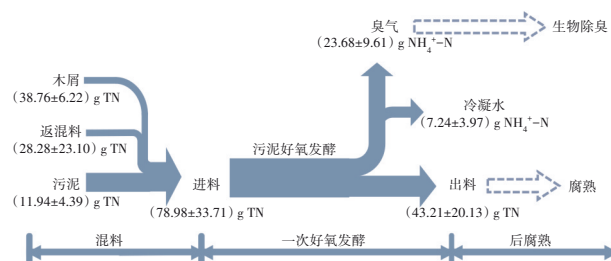 臭气
(23.68±9.61) g NH₄⁺-N
生物除臭
木屑
(38.76±6.22) g TN
冷凝水
(7.24±3.97) g NH₄⁺-N
返混料
(28.28±23.10) g TN
污泥好氧发酵
污泥
(11.94±4.39) g TN
进料
(78.98±33.71) g TN
出料
(43.21±20.13) g TN
腐熟
混料
一次好氧发酵
后腐熟